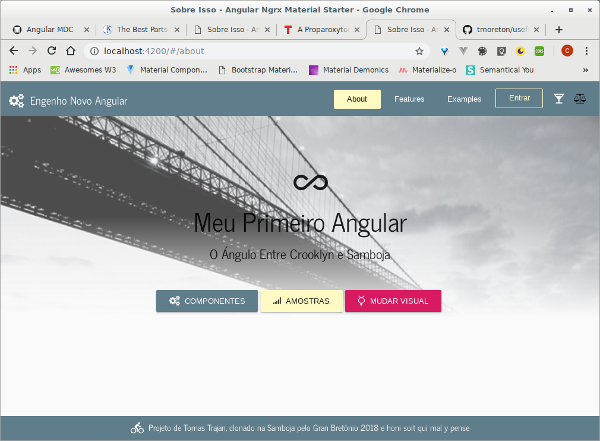 Sobre Isso - Angular Ngrx Material Starter - Google Chrome
Angular MDC
The Best Parts
Sobre Isso - An
A Proparoxyton
Sobre Isso - An
tmoreton/usef
localhost:4200/#/about
Apps
Awesomes W3
Material Compon…
Bootstrap Materi…
Material Demonics
Materialize-o
Semantical You
Engenho Novo Angular
About
Features
Examples
Entrar
Meu Primeiro Angular
O Ângulo Entre Crooklyn e Samboja
COMPONENTES
AMOSTRAS
MUDAR VISUAL
Projeto de Tomas Trajan, clonado na Samboja pelo Gran Bretônio 2018 e honi soit qui mal y pense